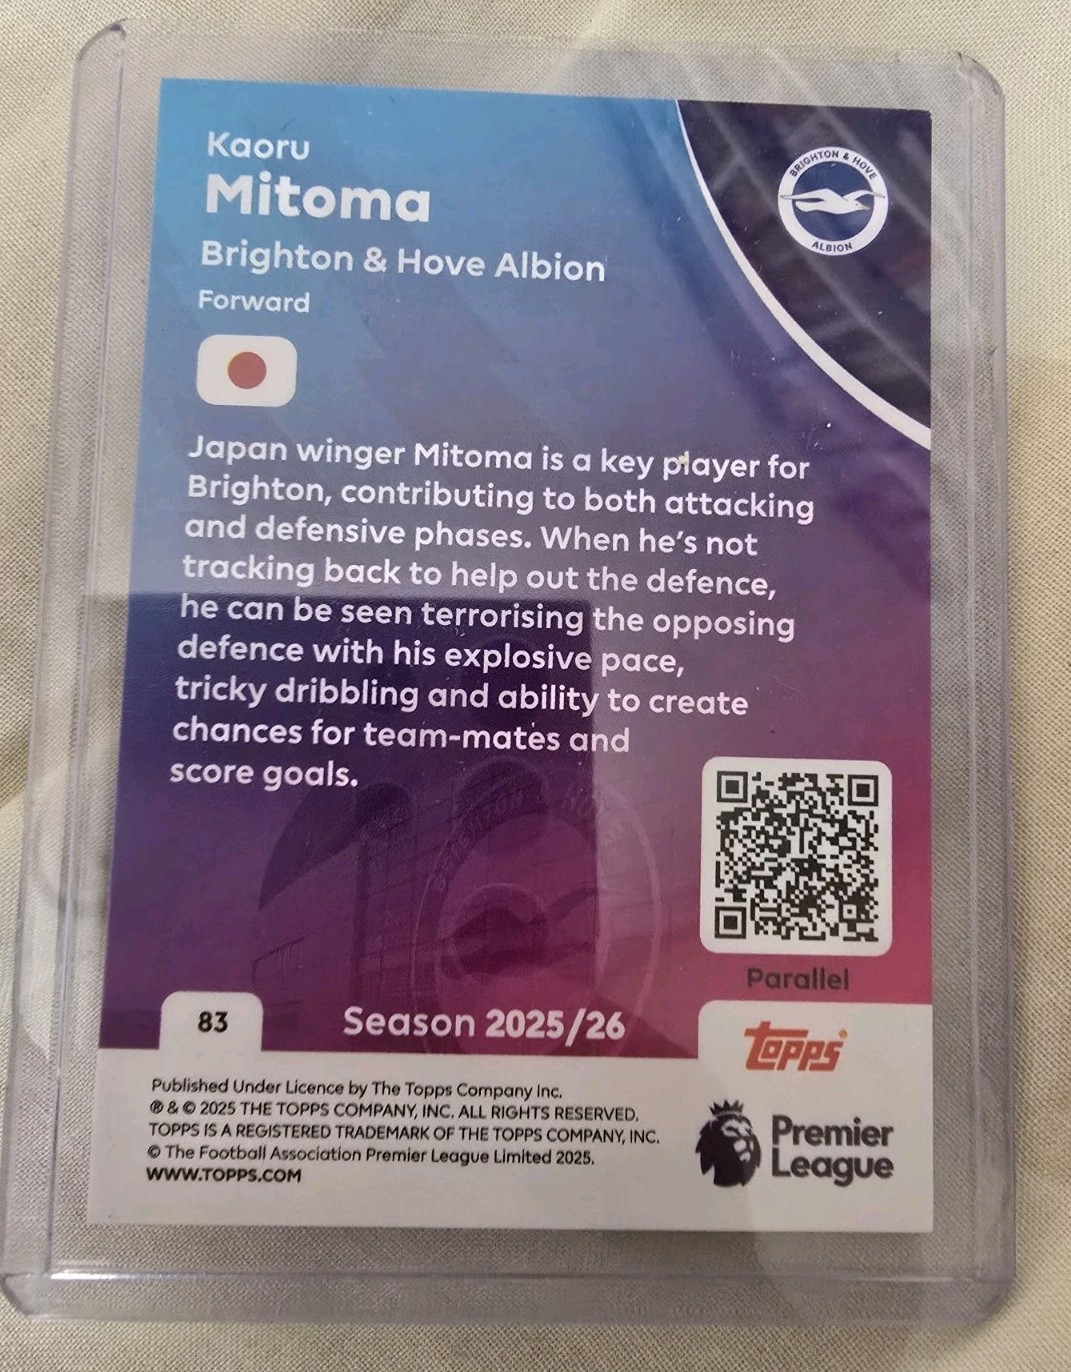 Kaoru
Mitoma
Brighton & Hove Albion
Forward
BRIGHTON & HOVE
ALBION
Japan winger Mitoma is a key player for
Brighton, contributing to both attacking
and defensive phases. When he's not
tracking back to help out the defence,
he can be seen terrorising the opposing
defence with his explosive pace,
tricky dribbling and ability to create
chances for team-mates and
score goals.
Parallel
83
Season 2025/26
Topps
Published Under Licence by The Topps Company Inc.
® & © 2025 THE TOPPS COMPANY, INC. ALL RIGHTS RESERVED.
TOPPS IS A REGISTERED TRADEMARK OF THE TOPPS COMPANY, INC.
© The Football Association Premier League Limited 2025.
WWW.TOPPS.COM
Premier
League